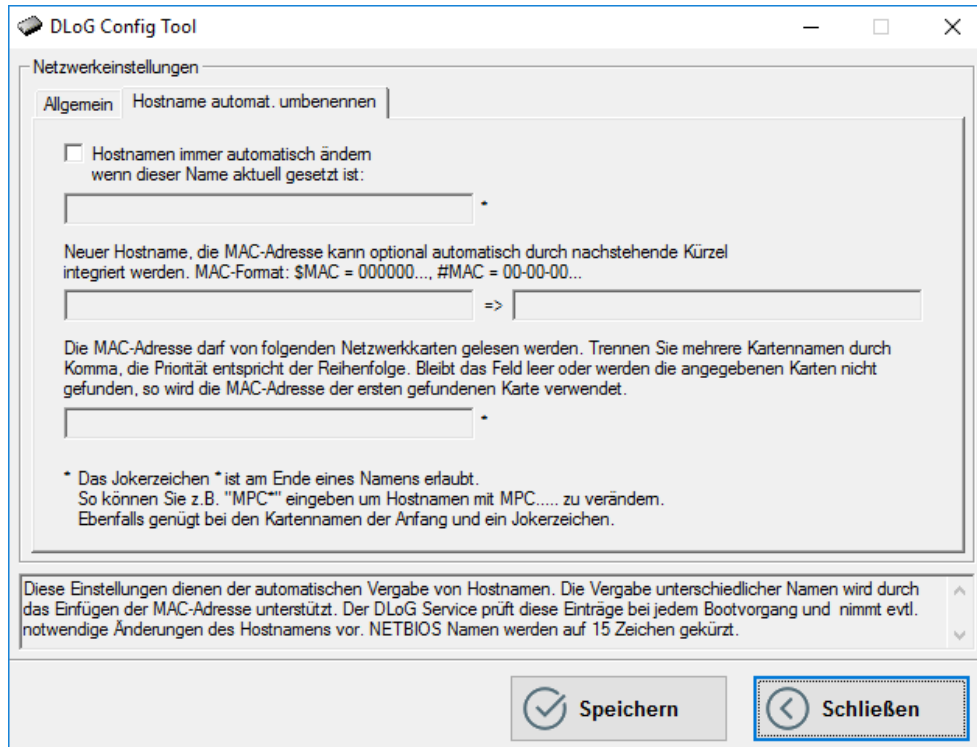 DLoG Config Tool
Netzwerkeinstellungen
Allgemein
Hostname automat. umbenennen
Hostnamen immer automatisch ändern
wenn dieser Name aktuell gesetzt ist:
*
Neuer Hostname, die MAC-Adresse kann optional automatisch durch nachstehende Kürzel
integriert werden. MAC-Format: $MAC = 000000..., #MAC = 00-00-00...
=>
Die MAC-Adresse darf von folgenden Netzwerkkarten gelesen werden. Trennen Sie mehrere Kartennamen durch
Komma, die Priorität entspricht der Reihenfolge. Bleibt das Feld leer oder werden die angegebenen Karten nicht
gefunden, so wird die MAC-Adresse der ersten gefundenen Karte verwendet.
*
* Das Jokerzeichen * ist am Ende eines Namens erlaubt.
So können Sie z.B. "MPC*" eingeben um Hostnamen mit MPC..... zu verändern.
Ebenfalls genügt bei den Kartennamen der Anfang und ein Jokerzeichen.
Diese Einstellungen dienen der automatischen Vergabe von Hostnamen. Die Vergabe unterschiedlicher Namen wird durch
das Einfügen der MAC-Adresse unterstützt. Der DLoG Service prüft diese Einträge bei jedem Bootvorgang und nimmt evtl.
notwendige Änderungen des Hostnamens vor. NETBIOS Namen werden auf 15 Zeichen gekürzt.
Speichern
Schließen